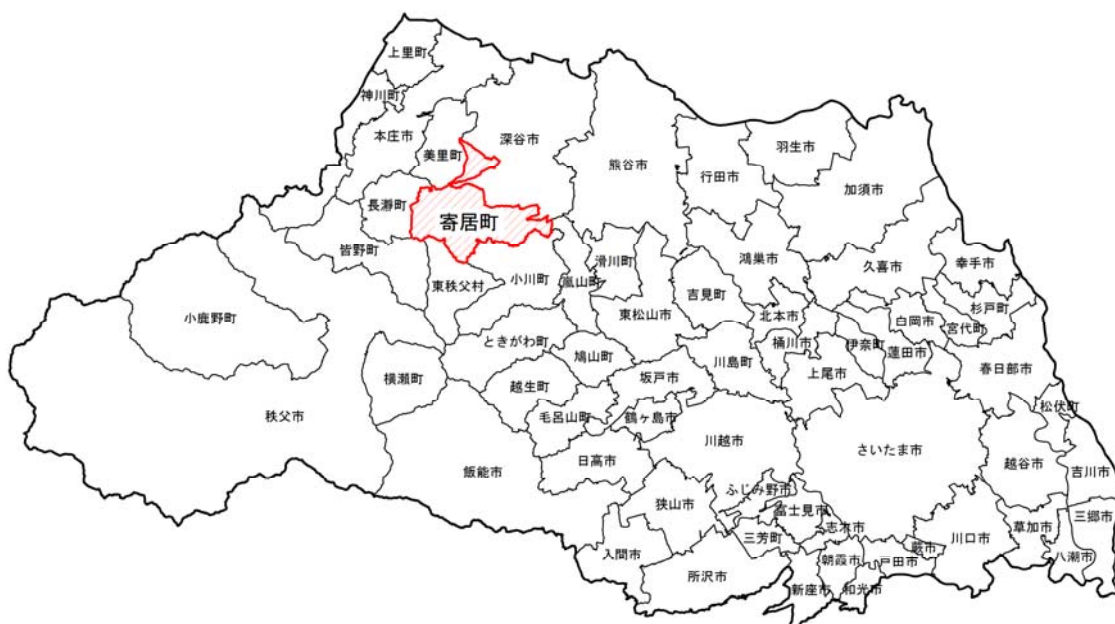 上里町
神川町
本庄市
美里町
深谷市
熊谷市
行田市
羽生市
加須市
長瀞町
寄居町
皆野町
東秩父村
小川町
嵐山町
滑川町
鴻巣市
久喜市
幸手市
小鹿野町
吉見町
東松山市
北本市
白岡市
宮代町
杉戸町
ときがわ町
鳩山町
桶川市
伊奈町
蓮田市
横瀬町
越生町
坂戸市
川島町
上尾市
春日部市
秩父市
毛呂山町
鶴ヶ島市
松伏町
飯能市
日高市
川越市
さいたま市
越谷市
吉川市
ふじみ野市
狭山市
富士見市
三郷市
入間市
三芳町
志木市
川口市
草加市
所沢市
朝霞市
戸田市
蕨市
八潮市
新座市
和光市